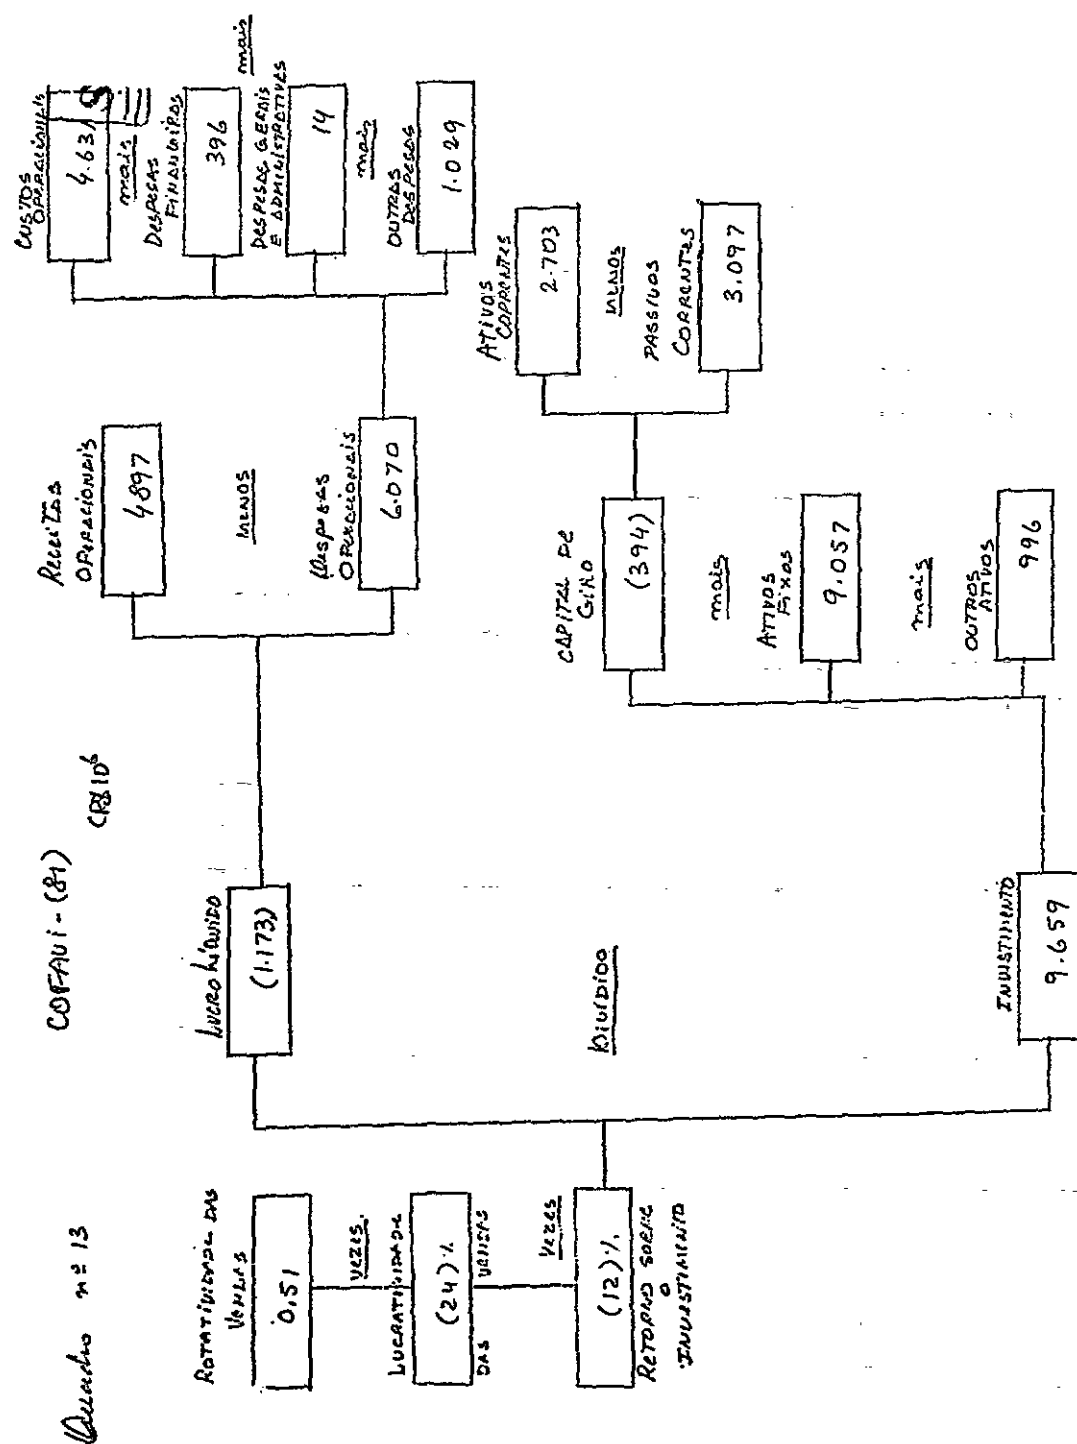 Quadro nº 13
COFAVI - (81)
CR$ 10⁶
ROTATIVIDADE DAS
VENDAS
0,51
vezes.
LUCRATIVIDADE
(24)%
DAS VENDAS
vezes
(12)%
RETORNO SOBRE
O
INVESTIMENTO
LUCRO LÍQUIDO
(1.173)
DIVIDIDO
INVESTIMENTO
9.659
Receitas
OPERACIONAIS
4897
menos
Despesas
OPERACIONAIS
6.070
CAPITAL DE
GIRO
(394)
mais
ATIVOS
Fixos
9.057
mais
OUTROS
ATIVOS
996
CUSTOS
OPERACIONAIS
4.63
mais
DESPESAS
FINANCEIRAS
396
mais
DESPESAS GERAIS
E ADMINISTRATIVAS
14
mais
OUTRAS
DESPESAS
1.029
ATIVOS
CORRENTES
2.703
menos
PASSIVOS
CORRENTES
3.097